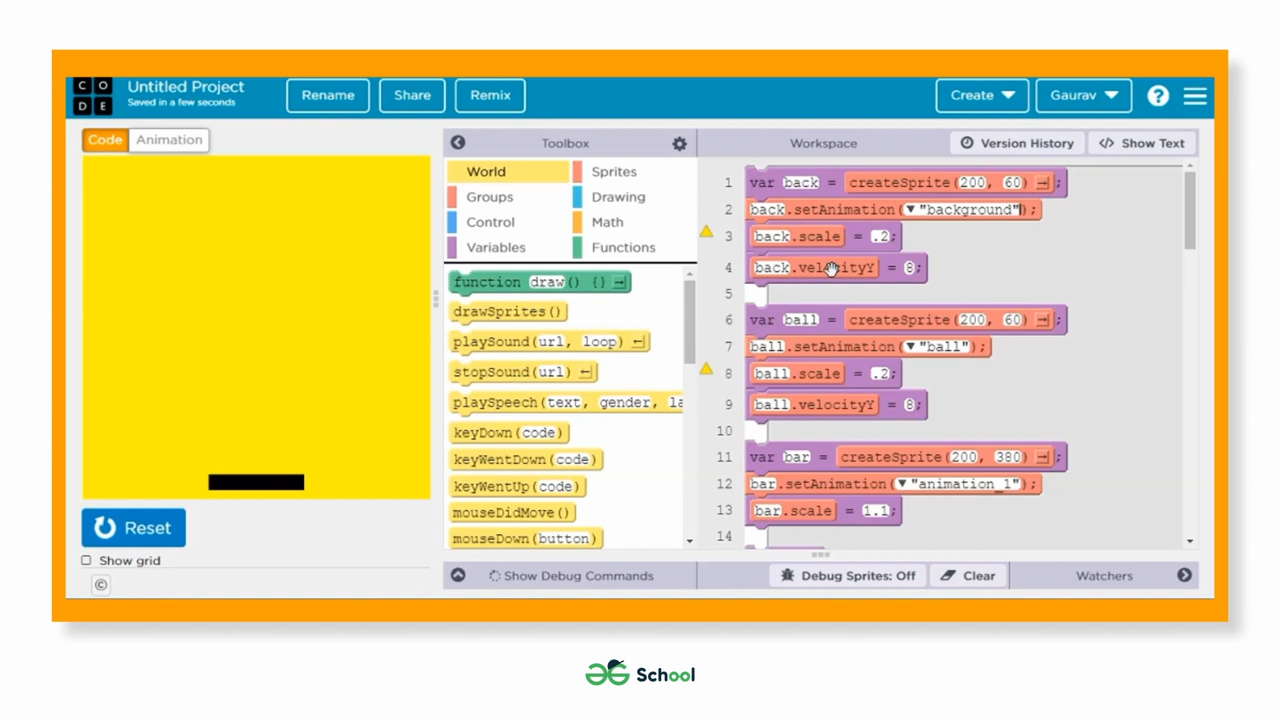 C O
D E
Untitled Project
Saved in a few seconds
Rename
Share
Remix
Create
Gaurav
?
Code
Animation
Toolbox
Workspace
Version History
</> Show Text
World
Sprites
Groups
Drawing
Control
Math
Variables
Functions
function draw() {}
drawSprites()
playSound(url, loop)
stopSound(url)
playSpeech(text, gender, la
keyDown(code)
keyWentDown(code)
keyWentUp(code)
mouseDidMove()
mouseDown(button)
1 var back = createSprite(200, 60);
2 back.setAnimation("background");
3 back.scale = .2;
4 back.velocityY = 8;
5
6 var ball = createSprite(200, 60);
7 ball.setAnimation("ball");
8 ball.scale = .2;
9 ball.velocityY = 8;
10
11 var bar = createSprite(200, 380);
12 bar.setAnimation("animation_1");
13 bar.scale = 1.1;
14
Reset
Show grid
©
Show Debug Commands
Debug Sprites: Off
Clear
Watchers
School